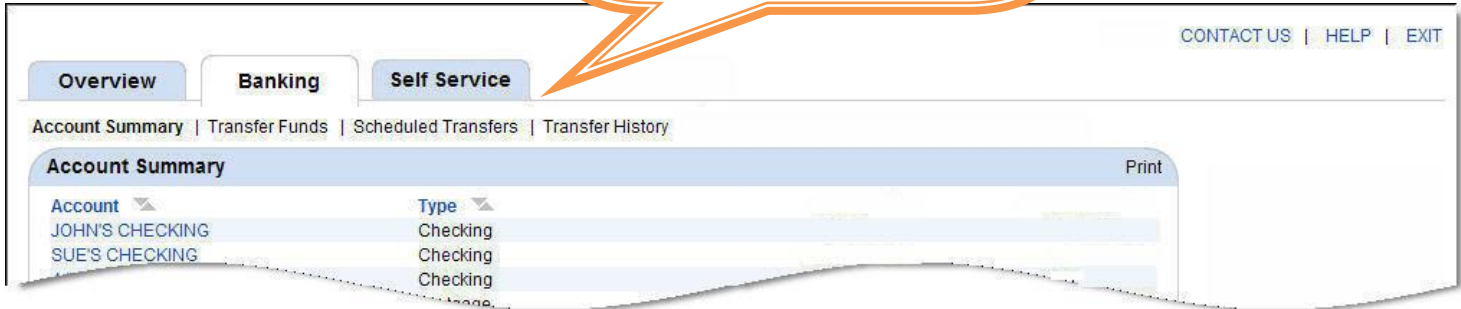 CONTACT US | HELP | EXIT
Overview Banking Self Service
Account Summary | Transfer Funds | Scheduled Transfers | Transfer History
Account Summary Print
Account Type
JOHN'S CHECKING Checking
SUE'S CHECKING Checking
Checking